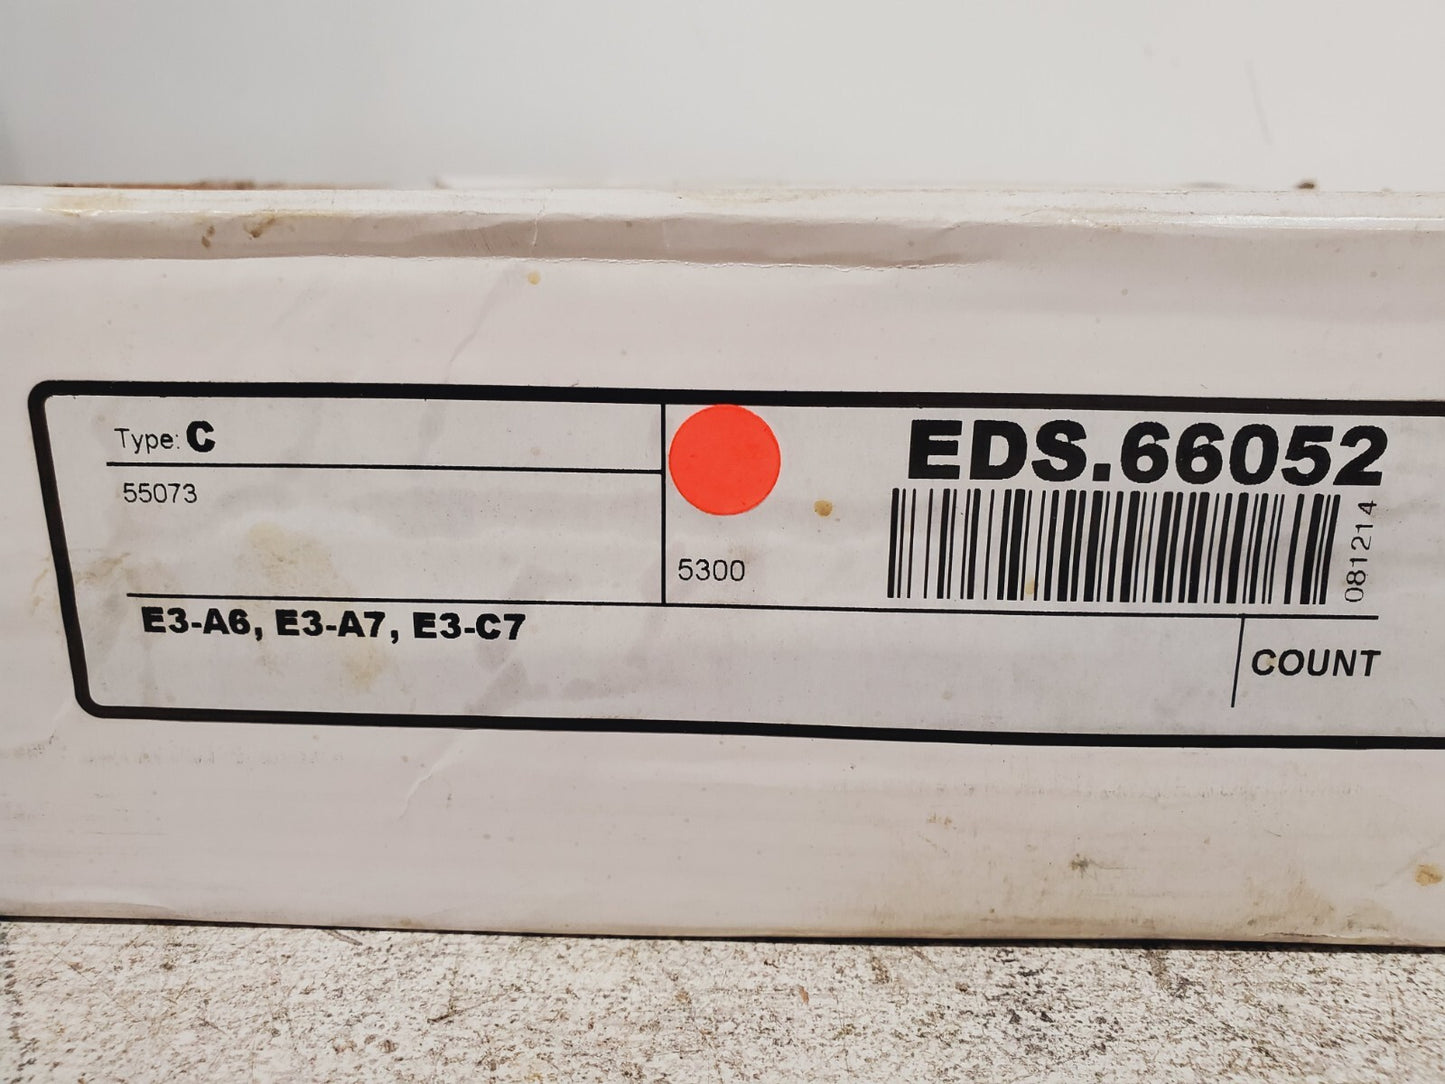 Type: C
55073
5300
EDS.66052
081214
E3-A6, E3-A7, E3-C7
COUNT